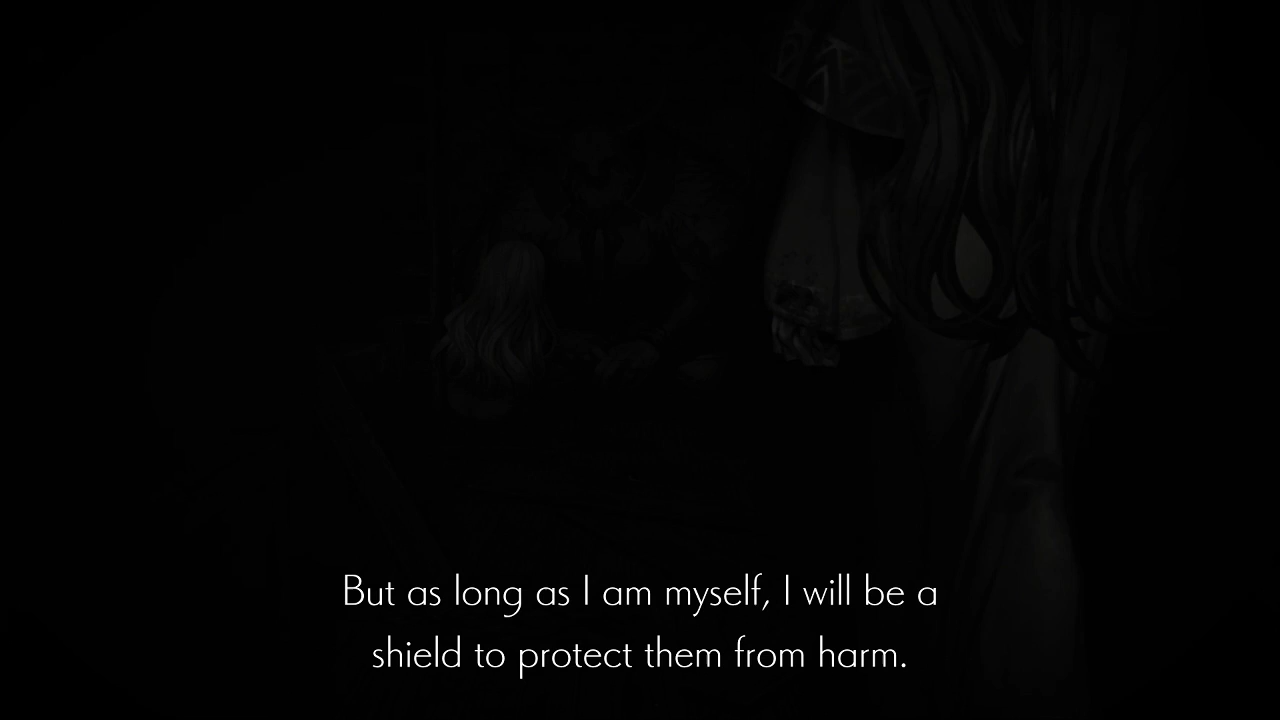 But as long as I am myself, I will be a
shield to protect them from harm.